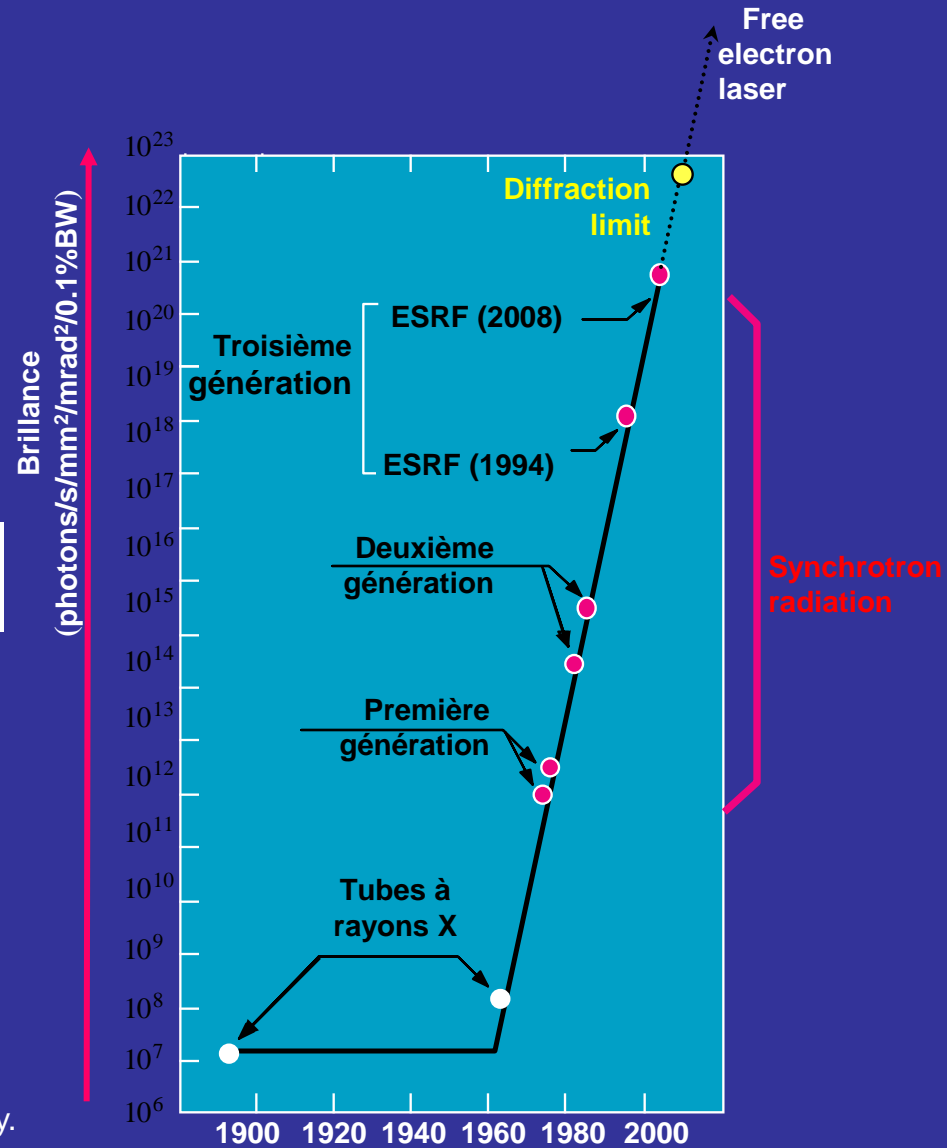 Free
electron
laser
10²³
10²²
10²¹
10²⁰
10¹⁹
10¹⁸
10¹⁷
10¹⁶
10¹⁵
10¹⁴
10¹³
10¹²
10¹¹
10¹⁰
10⁹
10⁸
10⁷
10⁶
Brillance
(photons/s/mm²/mrad²/0.1%BW)
Diffraction
limit
ESRF (2008)
Troisième
génération
ESRF (1994)
Deuxième
génération
Synchrotron
radiation
Première
génération
Tubes à
rayons X
1900 1920 1940 1960 1980 2000
y.